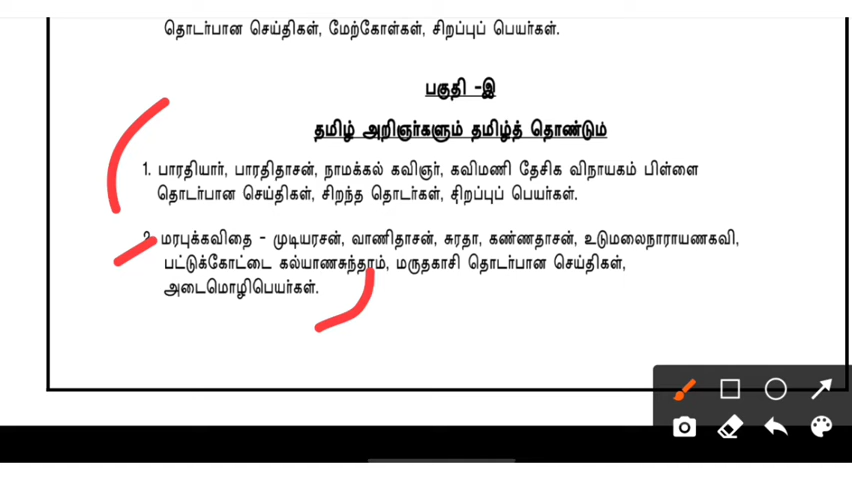 தொடர்பான செய்திகள், மேற்கோள்கள், சிறப்புப் பெயர்கள்.
பகுதி -இ
தமிழ் அறிஞர்களும் தமிழ்த் தொண்டும்
1. பாரதியார், பாரதிதாசன், நாமக்கல் கவிஞர், கவிமணி தேசிக விநாயகம் பிள்ளை
தொடர்பான செய்திகள், சிறந்த தொடர்கள், சிறப்புப் பெயர்கள்.
2. மரபுக்கவிதை - முடியரசன், வாணிதாசன், சுரதா, கண்ணதாசன், உடுமலைநாராயணகவி,
பட்டுக்கோட்டை கல்யாணசுந்தரம், மருதகாசி தொடர்பான செய்திகள்,
அடைமொழிபெயர்கள்.